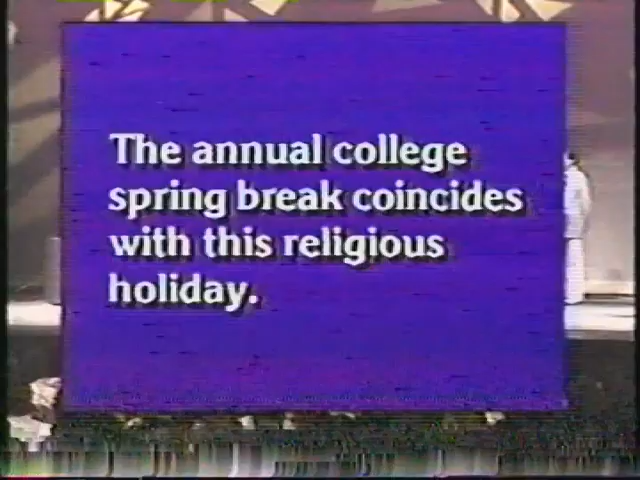 The annual college
spring break coincides
with this religious
holiday.